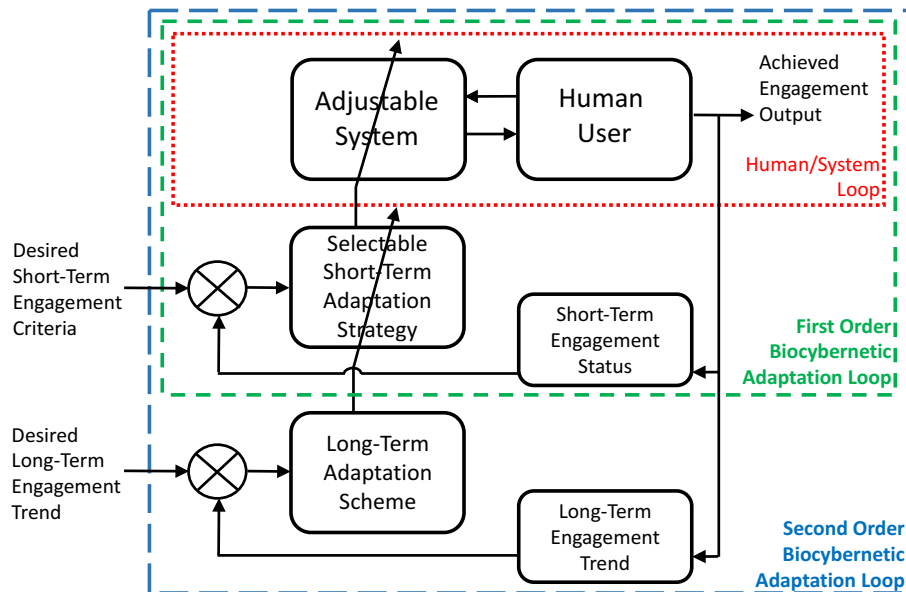 Adjustable
System
Human
User
Achieved
Engagement
Output
Human/System
Loop
Desired
Short-Term
Engagement
Criteria
Selectable
Short-Term
Adaptation
Strategy
Short-Term
Engagement
Status
First Order
Biocybernetic
Adaptation Loop
Desired
Long-Term
Engagement
Trend
Long-Term
Adaptation
Scheme
Long-Term
Engagement
Trend
Second Order
Biocybernetic
Adaptation Loop